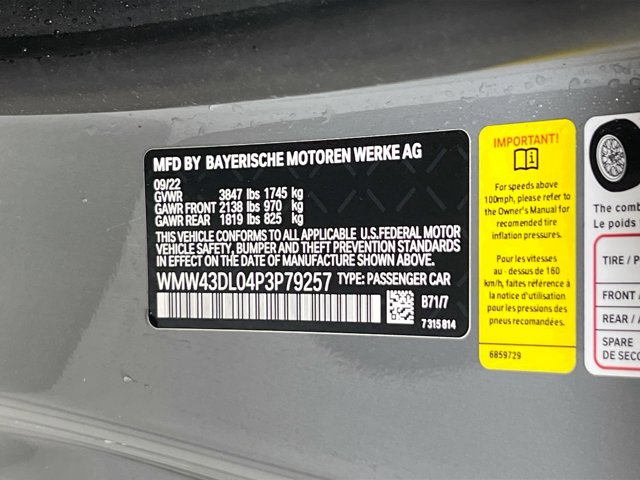 MFD BY BAYERISCHE MOTOREN WERKE AG
09/22
GVWR 3847 lbs 1745 kg
GAWR FRONT 2138 lbs 970 kg
GAWR REAR 1819 lbs 825 kg
THIS VEHICLE CONFORMS TO ALL APPLICABLE U.S.FEDERAL MOTOR
VEHICLE SAFETY, BUMPER AND THEFT PREVENTION STANDARDS
IN EFFECT ON THE DATE OF MANUFACTURE SHOWN ABOVE.
WMW43DL04P3P79257 TYPE: PASSENGER CAR
B71/7
7315814
IMPORTANT!
For speeds above
100mph, please refer to
the Owner's Manual for
recomended tire
inflation pressures.
Pour les vitesses
au - dessus de 160
km/h, faites référence à
la notice d'utilisation
pour les pressions des
pneus recomandées.
6859729
The comb
Le poids
TIRE / P
FRONT /
REAR / A
SPARE
DE SECO